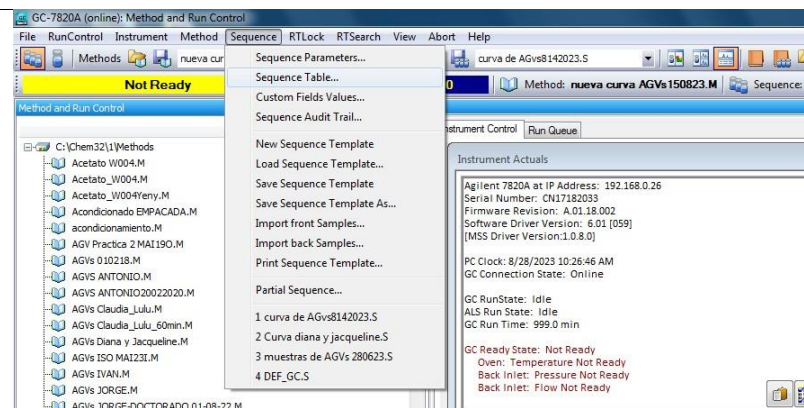 GC-7820A (online): Method and Run Control
File RunControl Instrument Method Sequence RTLock RTSearch View Abort Help
Methods nueva cur
curva de AGvs8142023.S
Not Ready
0 Method: nueva curva AGVs150823.M Sequence:
Method and Run Control
C:\Chem32\1\Methods
Acetato W004.M
Acetato_W004.M
Acetato_W004Yeny.M
Acondicionado EMPACADA.M
acondicionamiento.M
AGV Practica 2 MAI19O.M
AGVs 010218.M
AGVS ANTONIO.M
AGVS ANTONIO20022020.M
AGVs Claudia_Lulu.M
AGVs Claudia_Lulu_60min.M
AGVs Diana y Jacqueline.M
AGVs ISO MAI23I.M
AGVs IVAN.M
AGVs JORGE.M
AGVs JORGE-DOCTORADO 01-08-22.M
Sequence Parameters...
Sequence Table...
Custom Fields Values...
Sequence Audit Trail...
New Sequence Template
Load Sequence Template...
Save Sequence Template
Save Sequence Template As...
Import front Samples...
Import back Samples...
Print Sequence Template...
Partial Sequence...
1 curva de AGvs8142023.S
2 Curva diana y jacqueline.S
3 muestras de AGVs 280623.S
4 DEF_GC.S
strument Control Run Queue
Instrument Actuals
Agilent 7820A at IP Address: 192.168.0.26
Serial Number: CN17182033
Firmware Revision: A.01.18.002
Software Driver Version: 6.01 [059]
[MSS Driver Version:1.0.8.0]
PC Clock: 8/28/2023 10:26:46 AM
GC Connection State: Online
GC RunState: Idle
ALS Run State: Idle
GC Run Time: 999.0 min
GC Ready State: Not Ready
Oven: Temperature Not Ready
Back Inlet: Pressure Not Ready
Back Inlet: Flow Not Ready